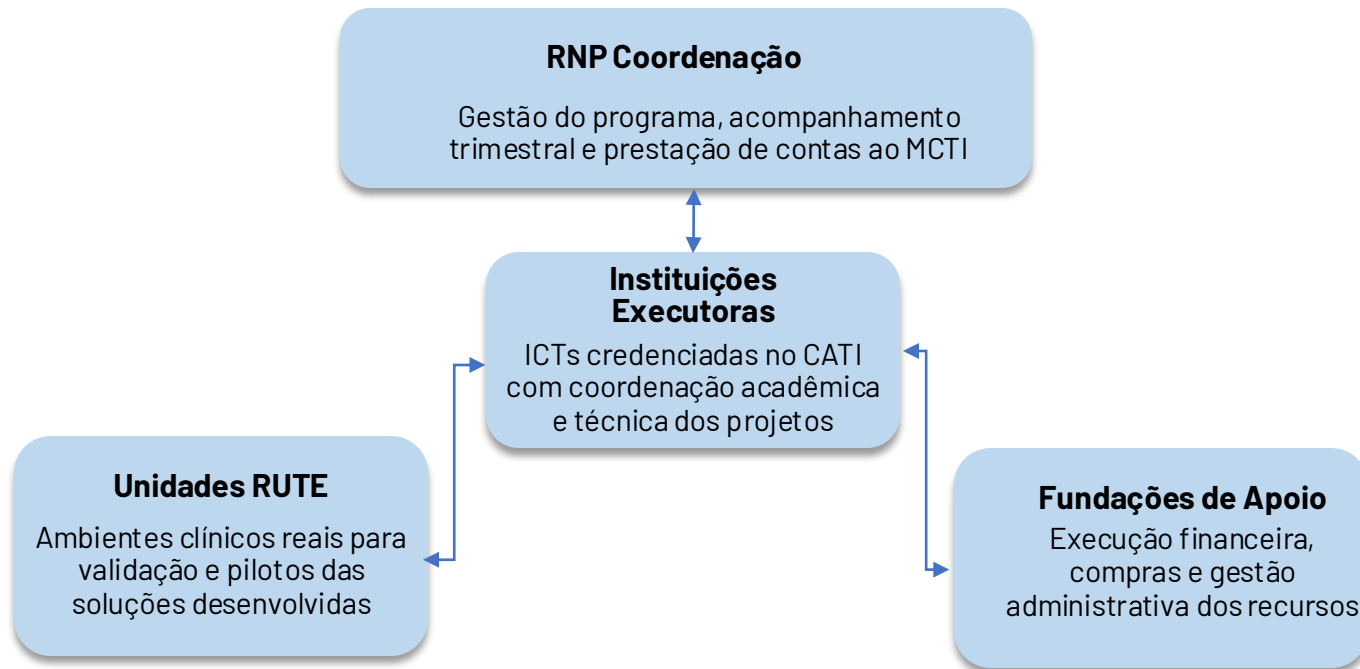 RNP Coordenação
Gestão do programa, acompanhamento
trimestral e prestação de contas ao MCTI
Instituições
Executoras
ICTs credenciadas no CATI
com coordenação acadêmica
e técnica dos projetos
Unidades RUTE
Ambientes clínicos reais para
validação e pilotos das
soluções desenvolvidas
Fundações de Apoio
Execução financeira,
compras e gestão
administrativa dos recursos